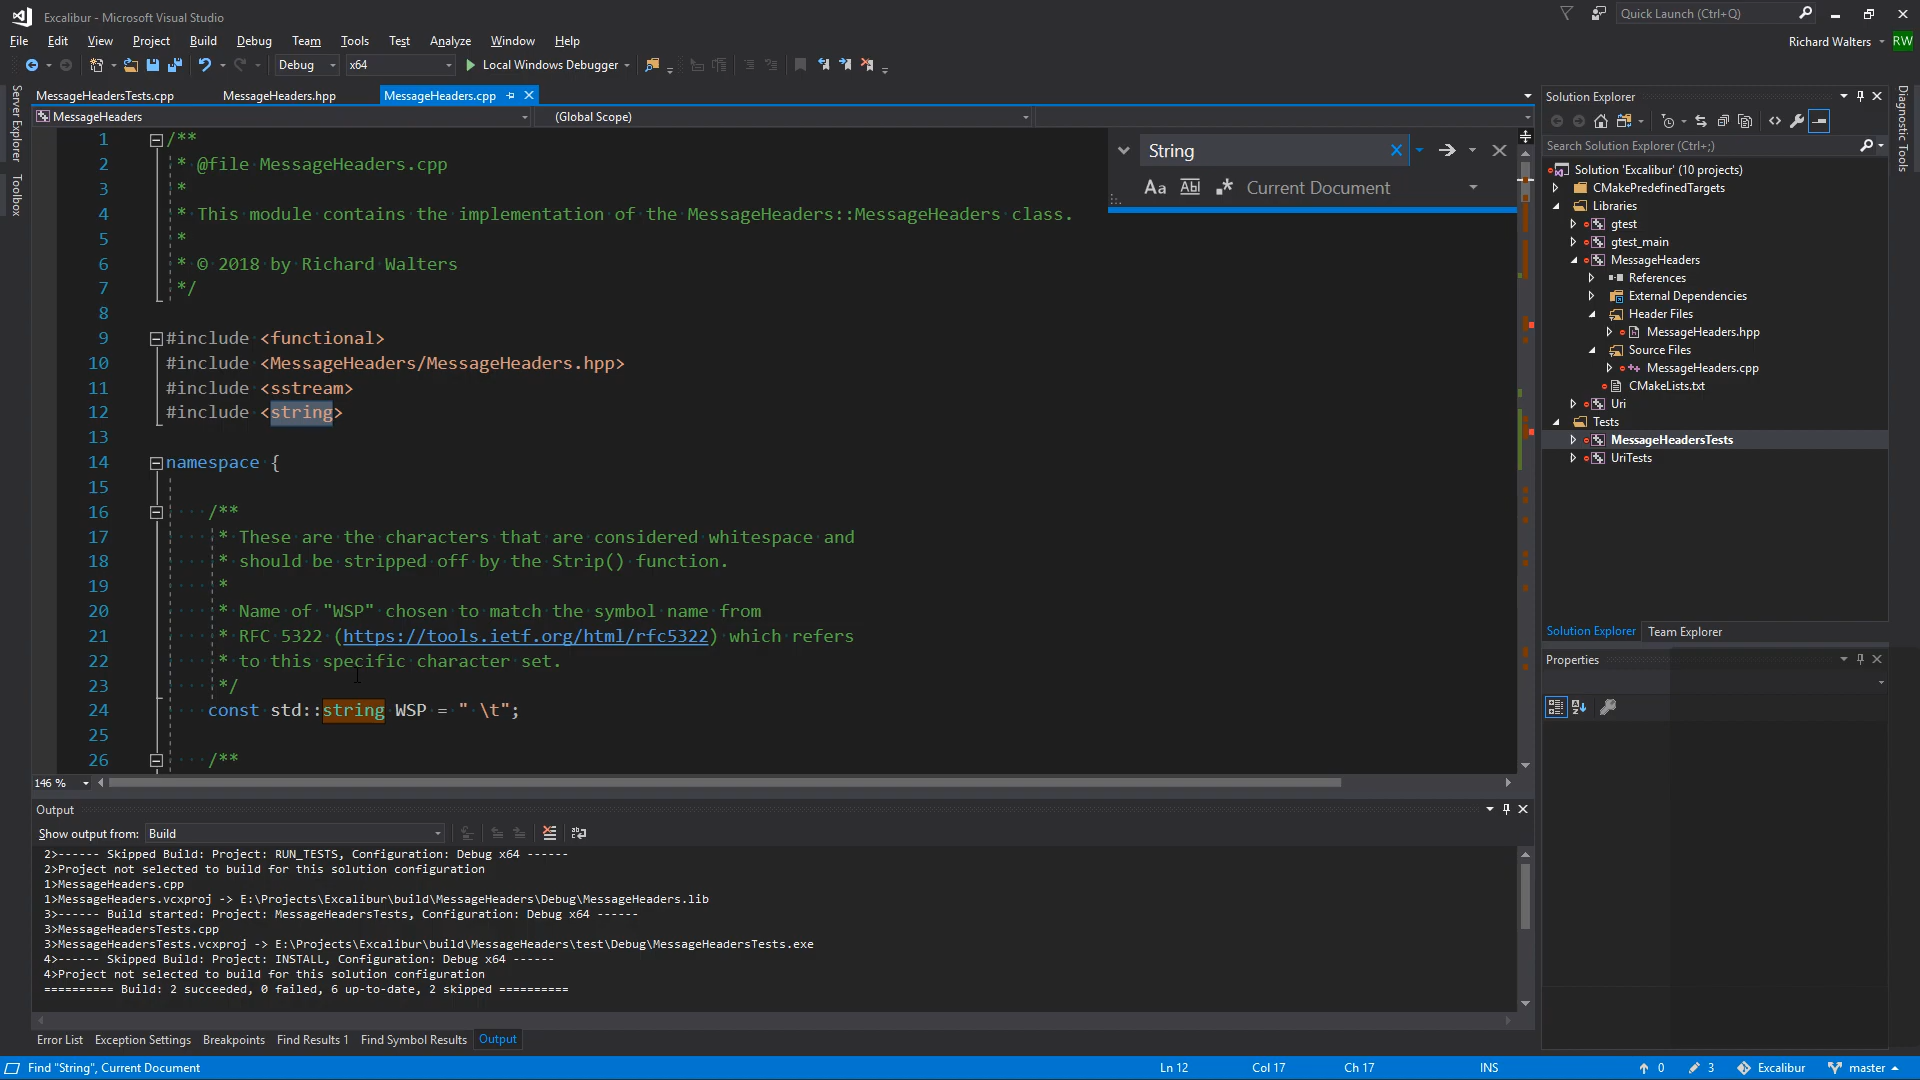 Excalibur - Microsoft Visual Studio
Quick Launch (Ctrl+Q)
File Edit View Project Build Debug Team Tools Test Analyze Window Help
Richard Walters RW
Debug x64 Local Windows Debugger
Server Explorer
Toolbox
MessageHeadersTests.cpp MessageHeaders.hpp MessageHeaders.cpp
MessageHeaders (Global Scope)
String
Aa Abl .* Current Document
1 /**
2 * @file MessageHeaders.cpp
3 *
4 * This module contains the implementation of the MessageHeaders::MessageHeaders class.
5 *
6 * © 2018 by Richard Walters
7 */
8
9 #include <functional>
10 #include <MessageHeaders/MessageHeaders.hpp>
11 #include <sstream>
12 #include <string>
13
14 namespace {
15
16 /**
17 * These are the characters that are considered whitespace and
18 * should be stripped off by the Strip() function.
19 *
20 * Name of "WSP" chosen to match the symbol name from
21 * RFC 5322 (https://tools.ietf.org/html/rfc5322) which refers
22 * to this specific character set.
23 */
24 const std::string WSP = " \t";
25
26 /**
146 %
Output
Show output from: Build
2>------ Skipped Build: Project: RUN_TESTS, Configuration: Debug x64 ------
2>Project not selected to build for this solution configuration
1>MessageHeaders.cpp
1>MessageHeaders.vcxproj -> E:\Projects\Excalibur\build\MessageHeaders\Debug\MessageHeaders.lib
3>------ Build started: Project: MessageHeadersTests, Configuration: Debug x64 ------
3>MessageHeadersTests.cpp
3>MessageHeadersTests.vcxproj -> E:\Projects\Excalibur\build\MessageHeaders\test\Debug\MessageHeadersTests.exe
4>------ Skipped Build: Project: INSTALL, Configuration: Debug x64 ------
4>Project not selected to build for this solution configuration
========== Build: 2 succeeded, 0 failed, 6 up-to-date, 2 skipped ==========
Error List Exception Settings Breakpoints Find Results 1 Find Symbol Results Output
Solution Explorer
Search Solution Explorer (Ctrl+;)
Solution 'Excalibur' (10 projects)
CMakePredefinedTargets
Libraries
gtest
gtest_main
MessageHeaders
References
External Dependencies
Header Files
MessageHeaders.hpp
Source Files
MessageHeaders.cpp
CMakeLists.txt
Uri
Tests
MessageHeadersTests
UriTests
Solution Explorer Team Explorer
Properties
Diagnostic Tools
Find "String", Current Document Ln 12 Col 17 Ch 17 INS 0 3 Excalibur master